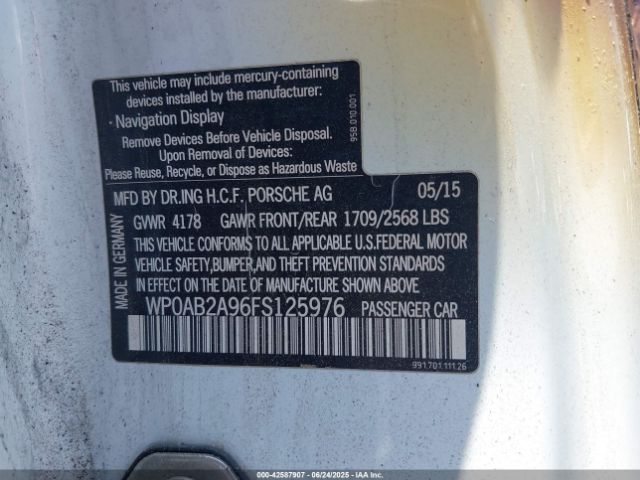 This vehicle may include mercury-containing
devices installed by the manufacturer:
· Navigation Display
Remove Devices Before Vehicle Disposal.
Upon Removal of Devices:
Please Reuse, Recycle, or Dispose as Hazardous Waste
95B.010.001
MFD BY DR.ING H.C.F. PORSCHE AG 05/15
GVWR 4178 GAWR FRONT/REAR 1709/2568 LBS
THIS VEHICLE CONFORMS TO ALL APPLICABLE U.S.FEDERAL MOTOR
VEHICLE SAFETY,BUMPER,AND THEFT PREVENTION STANDARDS
IN EFFECT ON THE DATE OF MANUFACTURE SHOWN ABOVE
WP0AB2A96FS125976 PASSENGER CAR
MADE IN GERMANY
991.701.111.26
000-42587907 - 06/24/2025 - IAAI.COM